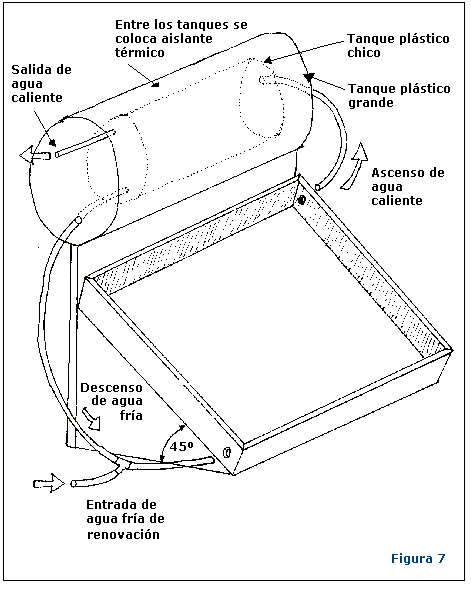 Entre los tanques se
coloca aislante
térmico
Tanque plástico
chico
Salida de
agua
caliente
Tanque plástico
grande
Ascenso de
agua
caliente
Descenso
de agua
fría
45º
Entrada de
agua fría de
renovación
Figura 7